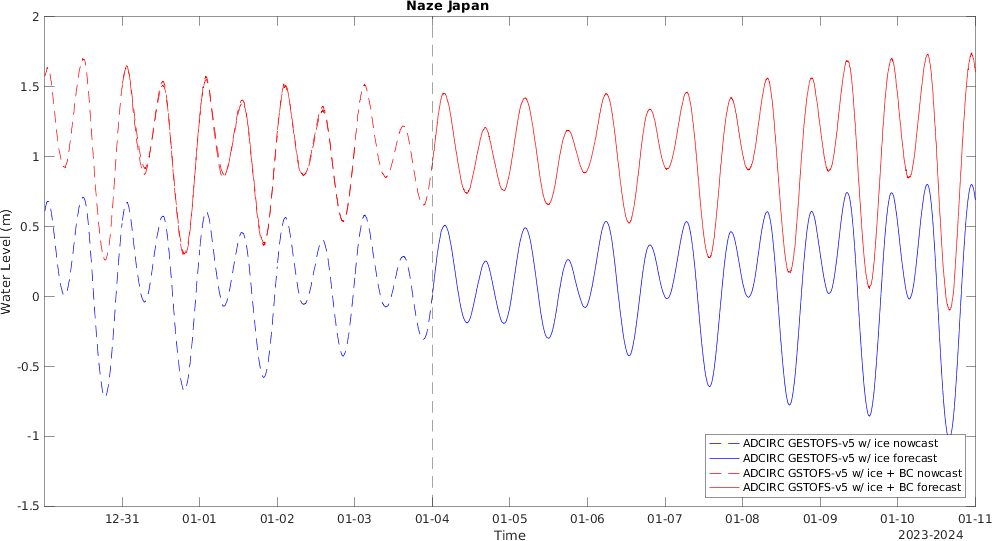 Naze Japan
2
1.5
1
0.5
0
-0.5
-1
-1.5
Water Level (m)
12-31 01-01 01-02 01-03 01-04 01-05 01-06 01-07 01-08 01-09 01-10 01-11
Time
2023-2024
ADCIRC GESTOFS-v5 w/ ice nowcast
ADCIRC GESTOFS-v5 w/ ice forecast
ADCIRC GSTOFS-v5 w/ ice + BC nowcast
ADCIRC GSTOFS-v5 w/ ice + BC forecast